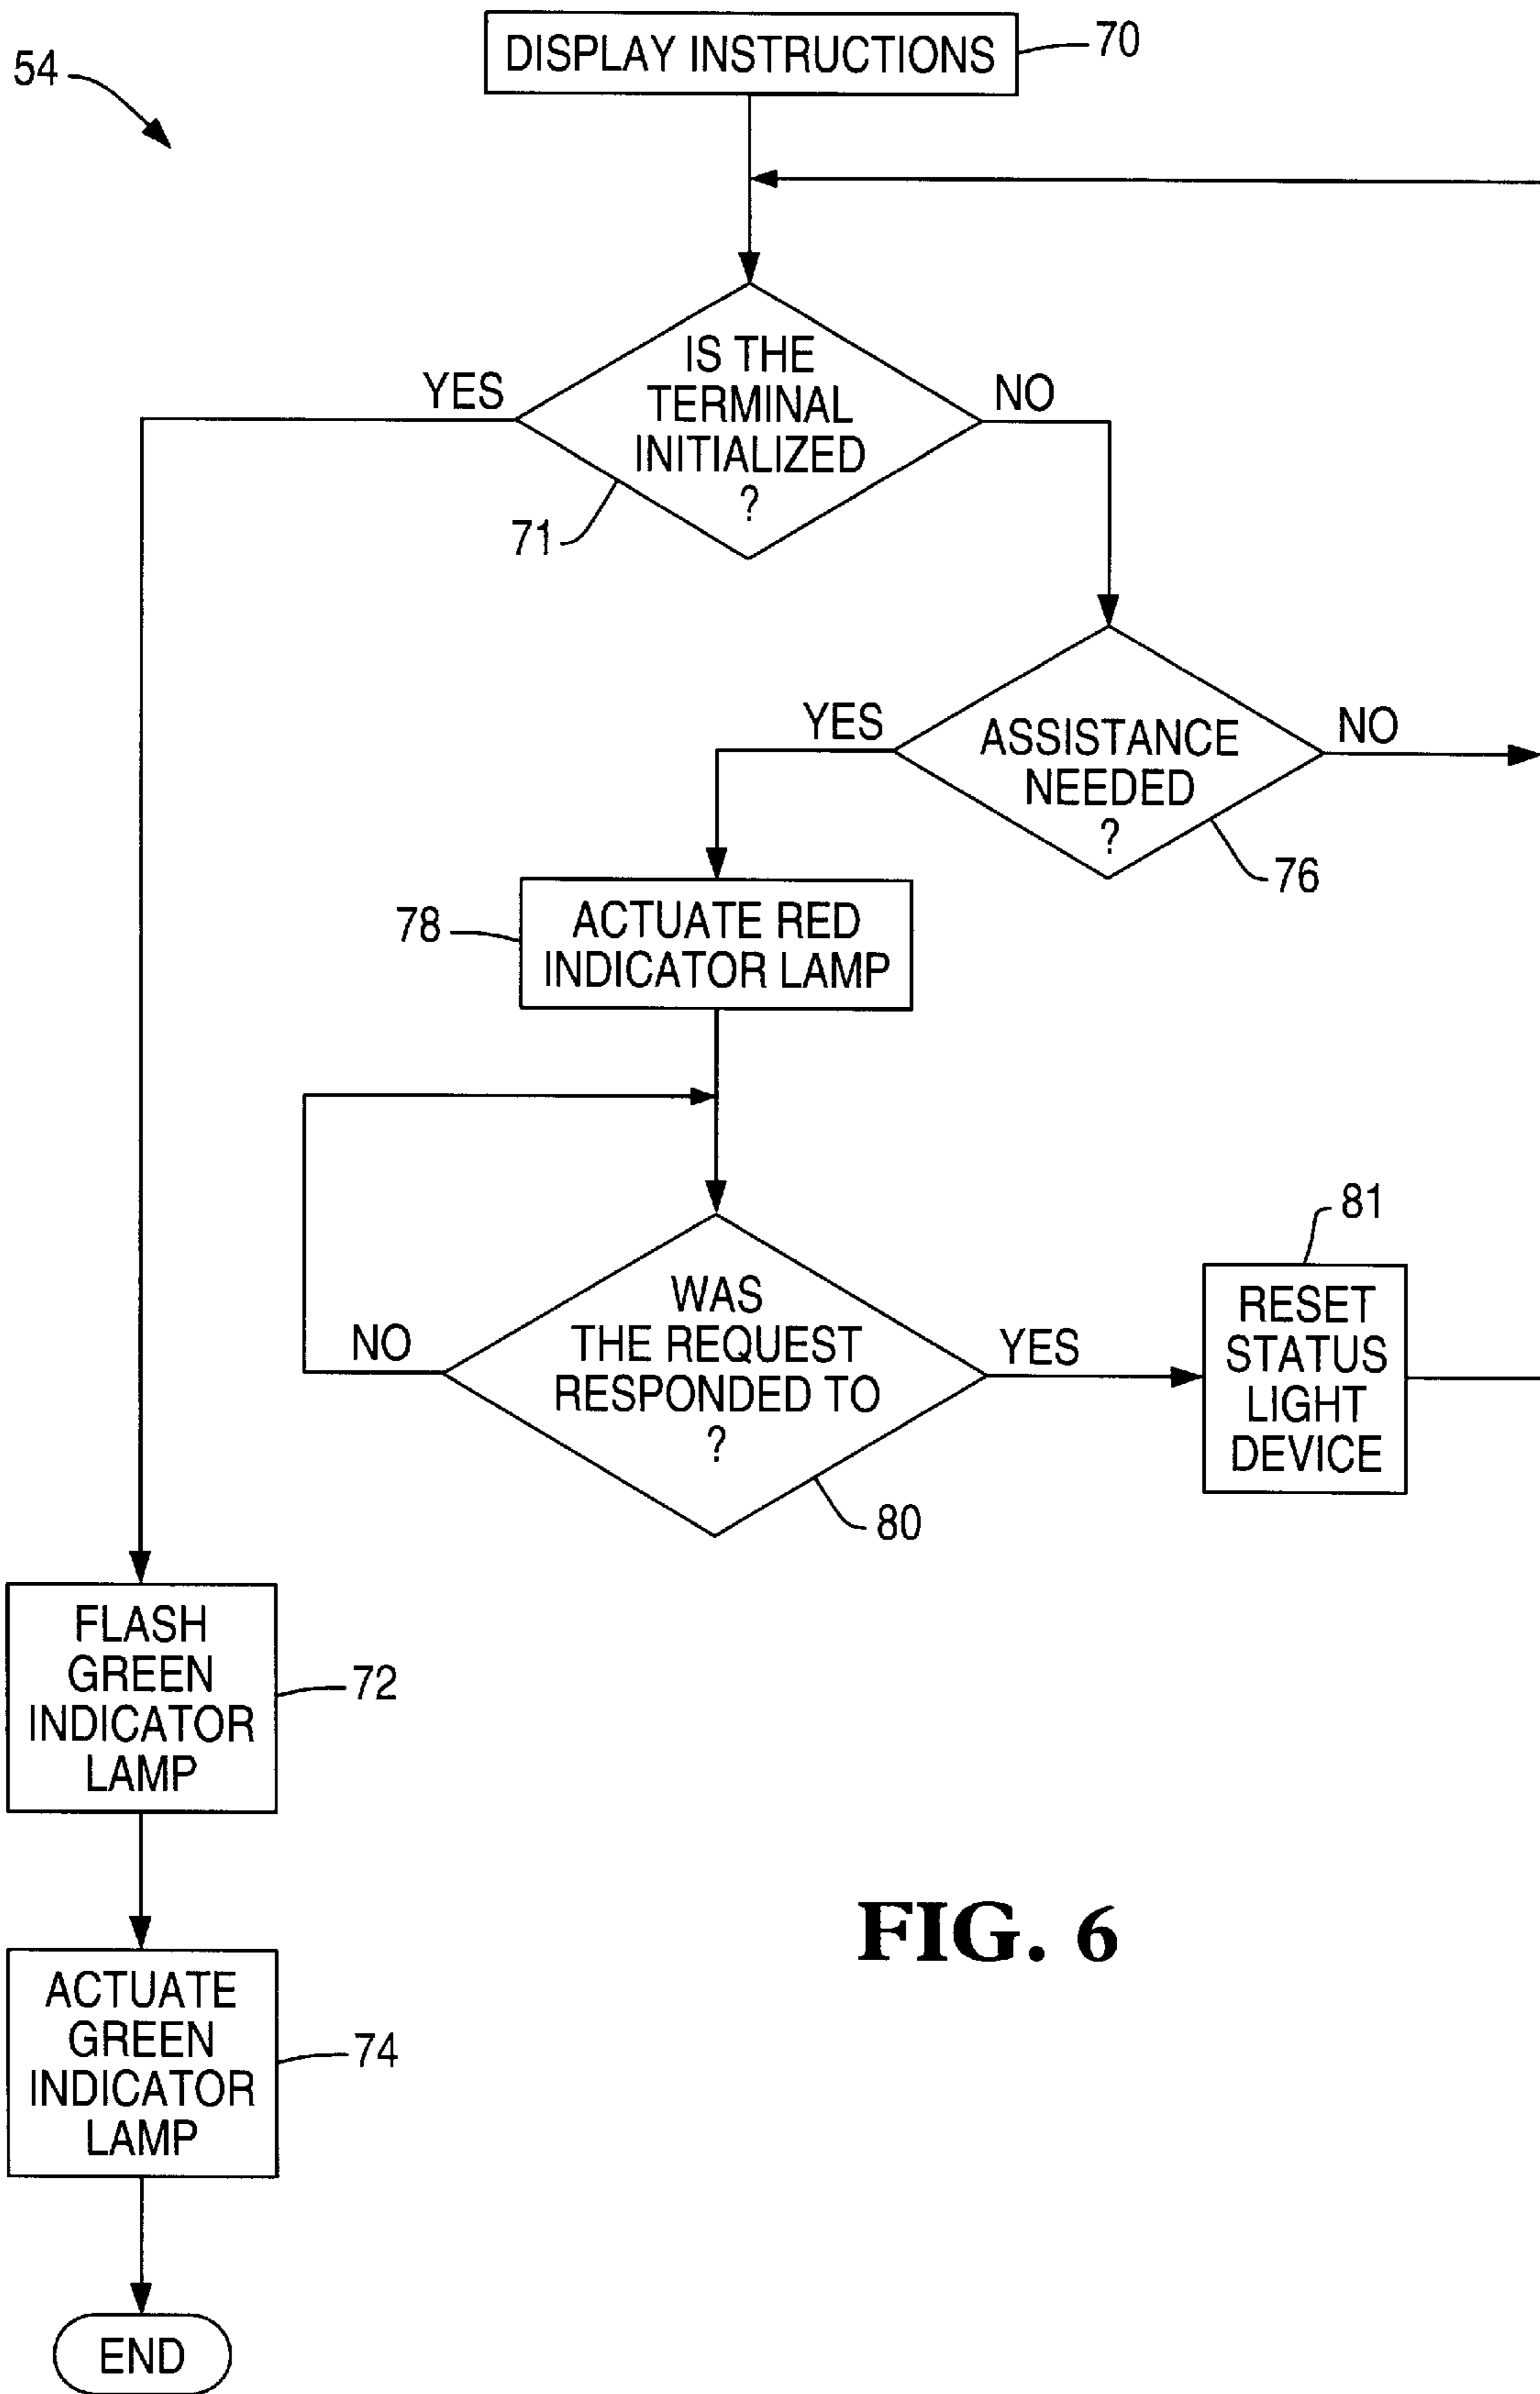 DISPLAY INSTRUCTIONS
70
54
IS THE
TERMINAL
INITIALIZED
?
YES
NO
71
ASSISTANCE
NEEDED
?
YES
NO
76
ACTUATE RED
INDICATOR LAMP
78
WAS
THE REQUEST
RESPONDED TO
?
NO
YES
80
81
RESET
STATUS
LIGHT
DEVICE
FLASH
GREEN
INDICATOR
LAMP
72
ACTUATE
GREEN
INDICATOR
LAMP
74
END
FIG. 6